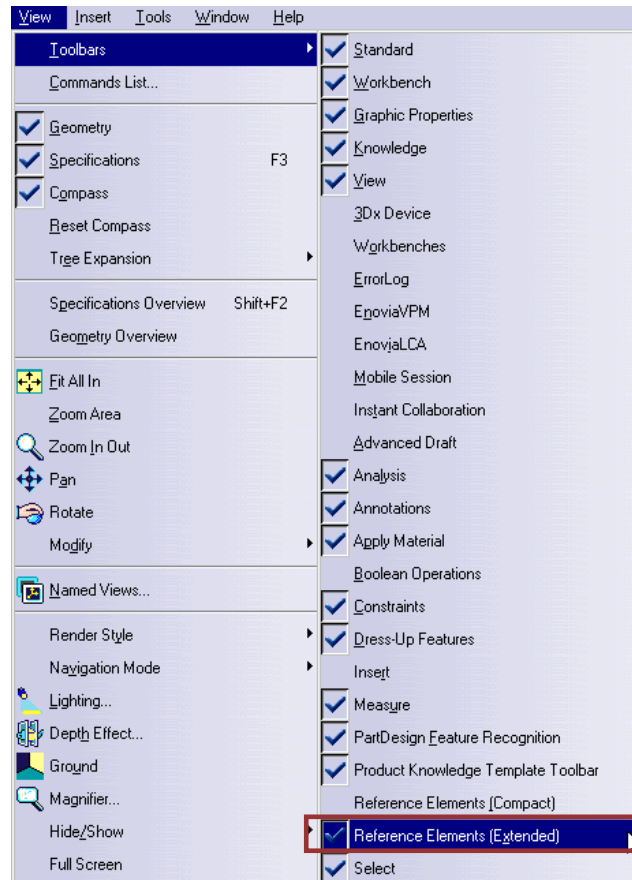 View Insert Tools Window Help
Toolbars
Commands List...
Geometry
Specifications F3
Compass
Reset Compass
Tree Expansion
Specifications Overview Shift+F2
Geometry Overview
Fit All In
Zoom Area
Zoom In Out
Pan
Rotate
Modify
Named Views...
Render Style
Navigation Mode
Lighting...
Depth Effect...
Ground
Magnifier...
Hide/Show
Full Screen
Standard
Workbench
Graphic Properties
Knowledge
View
3Dx Device
Workbenches
ErrorLog
EnoviaVPM
EnoviaLCA
Mobile Session
Instant Collaboration
Advanced Draft
Analysis
Annotations
Apply Material
Boolean Operations
Constraints
Dress-Up Features
Insert
Measure
PartDesign Feature Recognition
Product Knowledge Template Toolbar
Reference Elements (Compact)
Reference Elements (Extended)
Select